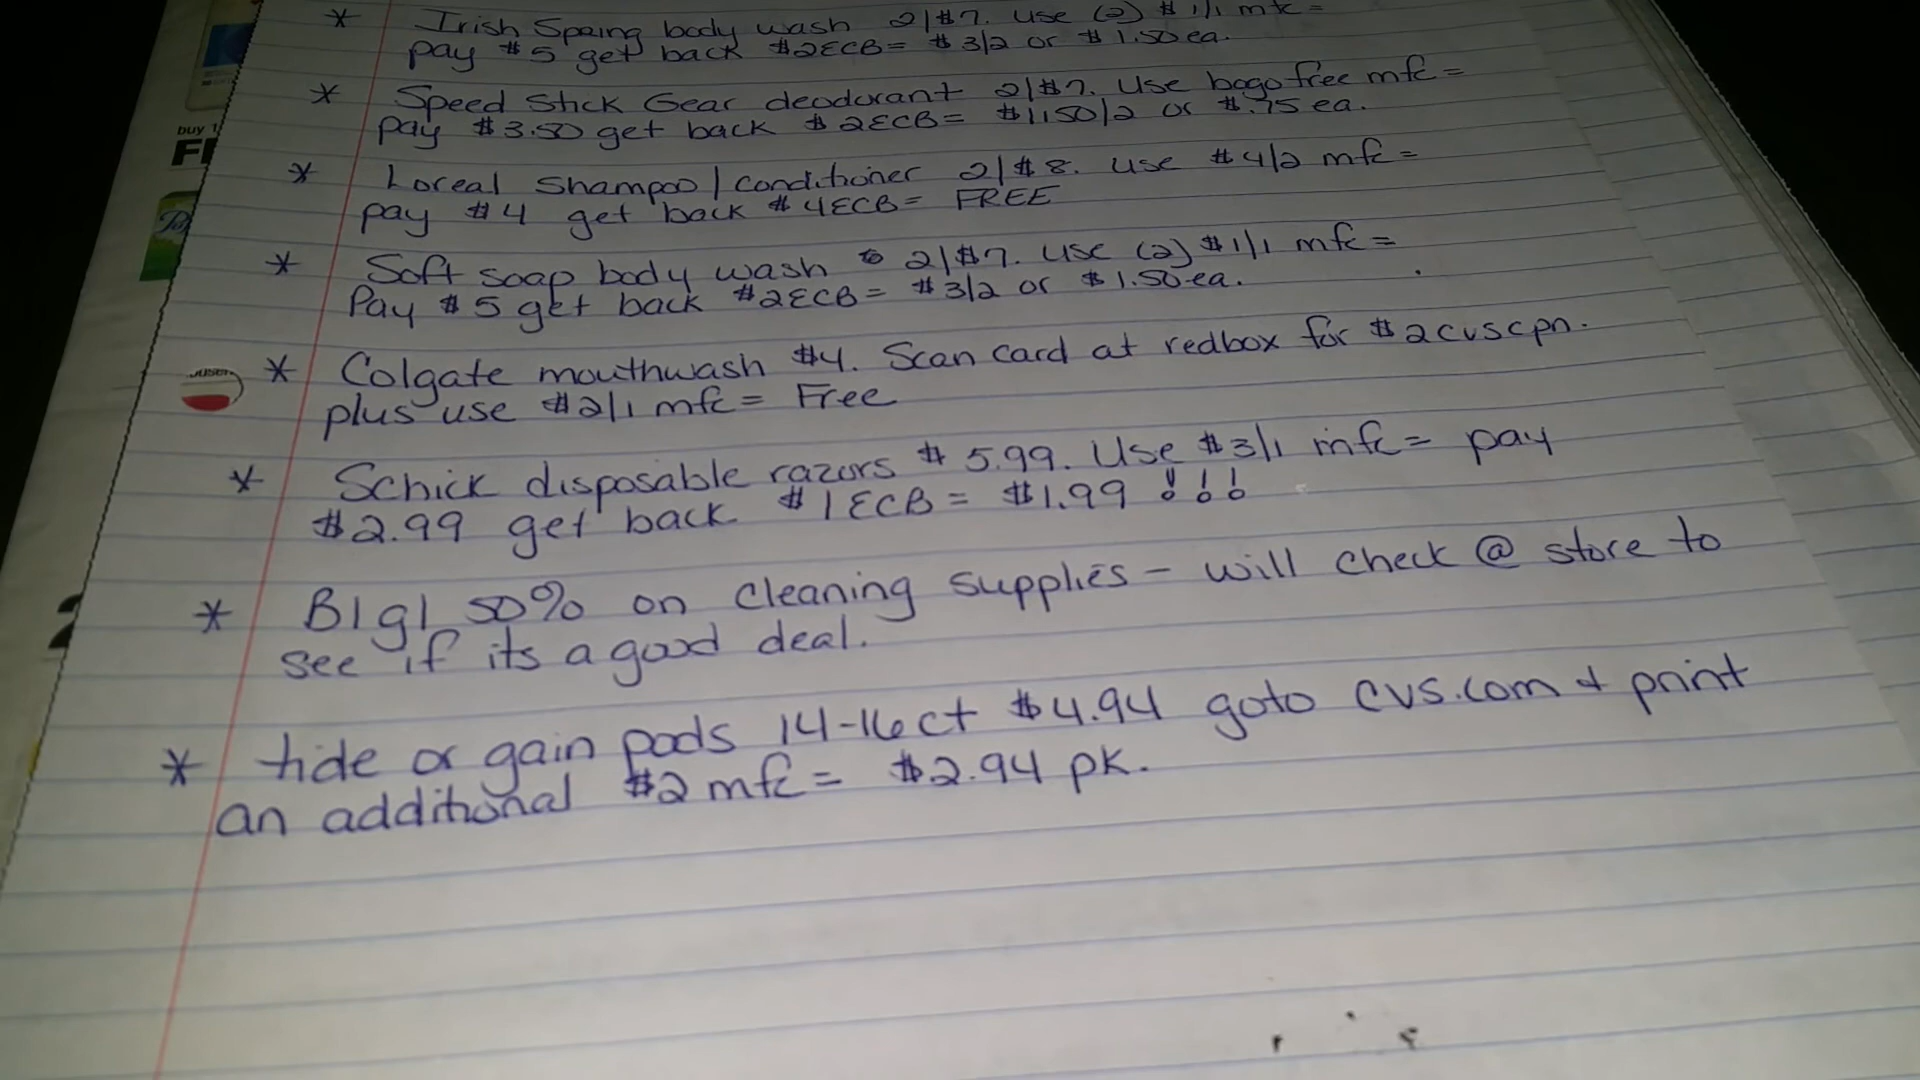 * Irish Spring body wash 2/$7. Use (2) $1/1 mfc =
pay $5 get back $2ECB = $3/2 or $1.50 ea.
* Speed Stick Gear deodorant 2/$7. Use bogo free mfc =
pay $3.50 get back $2ECB = $1.50/2 or $.75 ea.
* Loreal Shampoo/conditioner 2/$8. Use $4/2 mfc =
pay $4 get back $4ECB = FREE
* Soft soap body wash 2/$7. Use (2) $1/1 mfc =
Pay $5 get back $2ECB = $3/2 or $1.50 ea.
* Colgate mouthwash $4. Scan card at redbox for $2 cvs cpn.
plus use $2/1 mfc = Free
* Schick disposable razors $5.99. Use $3/1 mfc = pay
$2.99 get back $1ECB = $1.99 !!!
* B1g1 50% on cleaning supplies - will check @ store to
see if its a good deal.
* tide or gain pods 14-16ct $4.94 goto cvs.com & print
an additional $2 mfc = $2.94 pk.
buy 1